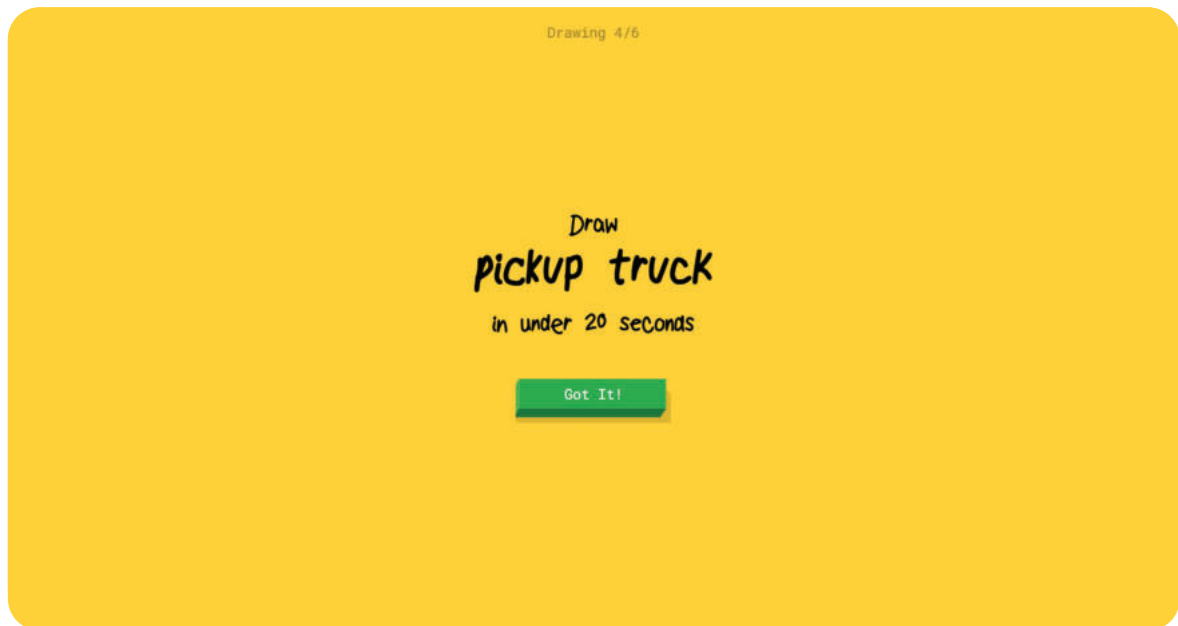 Drawing 4/6
Draw
pickup truck
in under 20 seconds
Got It!